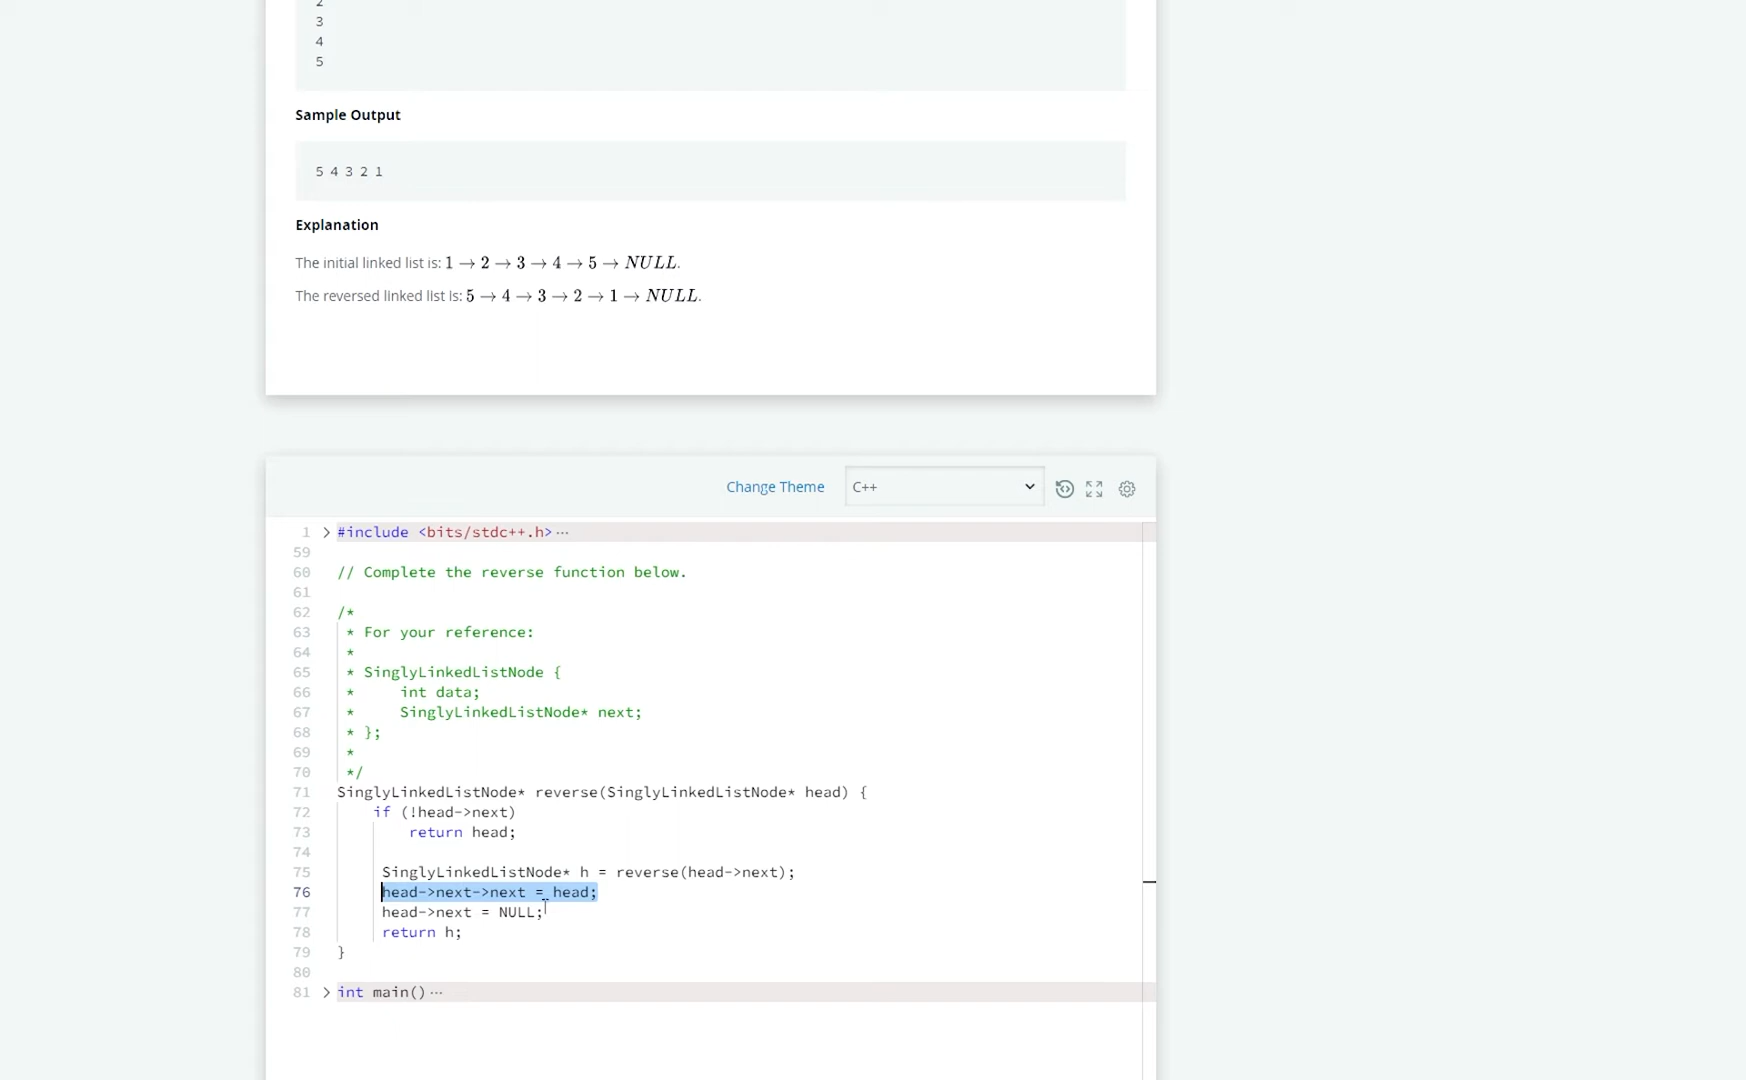 2
3
4
5
Sample Output
5 4 3 2 1
Explanation
The initial linked list is: 1 → 2 → 3 → 4 → 5 → NULL.
The reversed linked list is: 5 → 4 → 3 → 2 → 1 → NULL.
Change Theme C++
1 > #include <bits/stdc++.h> ···
59
60 // Complete the reverse function below.
61
62 /*
63 * For your reference:
64 *
65 * SinglyLinkedListNode {
66 * int data;
67 * SinglyLinkedListNode* next;
68 * };
69 *
70 */
71 SinglyLinkedListNode* reverse(SinglyLinkedListNode* head) {
72 if (!head->next)
73 return head;
74
75 SinglyLinkedListNode* h = reverse(head->next);
76 head->next->next = head;
77 head->next = NULL;
78 return h;
79 }
80
81 > int main() ···